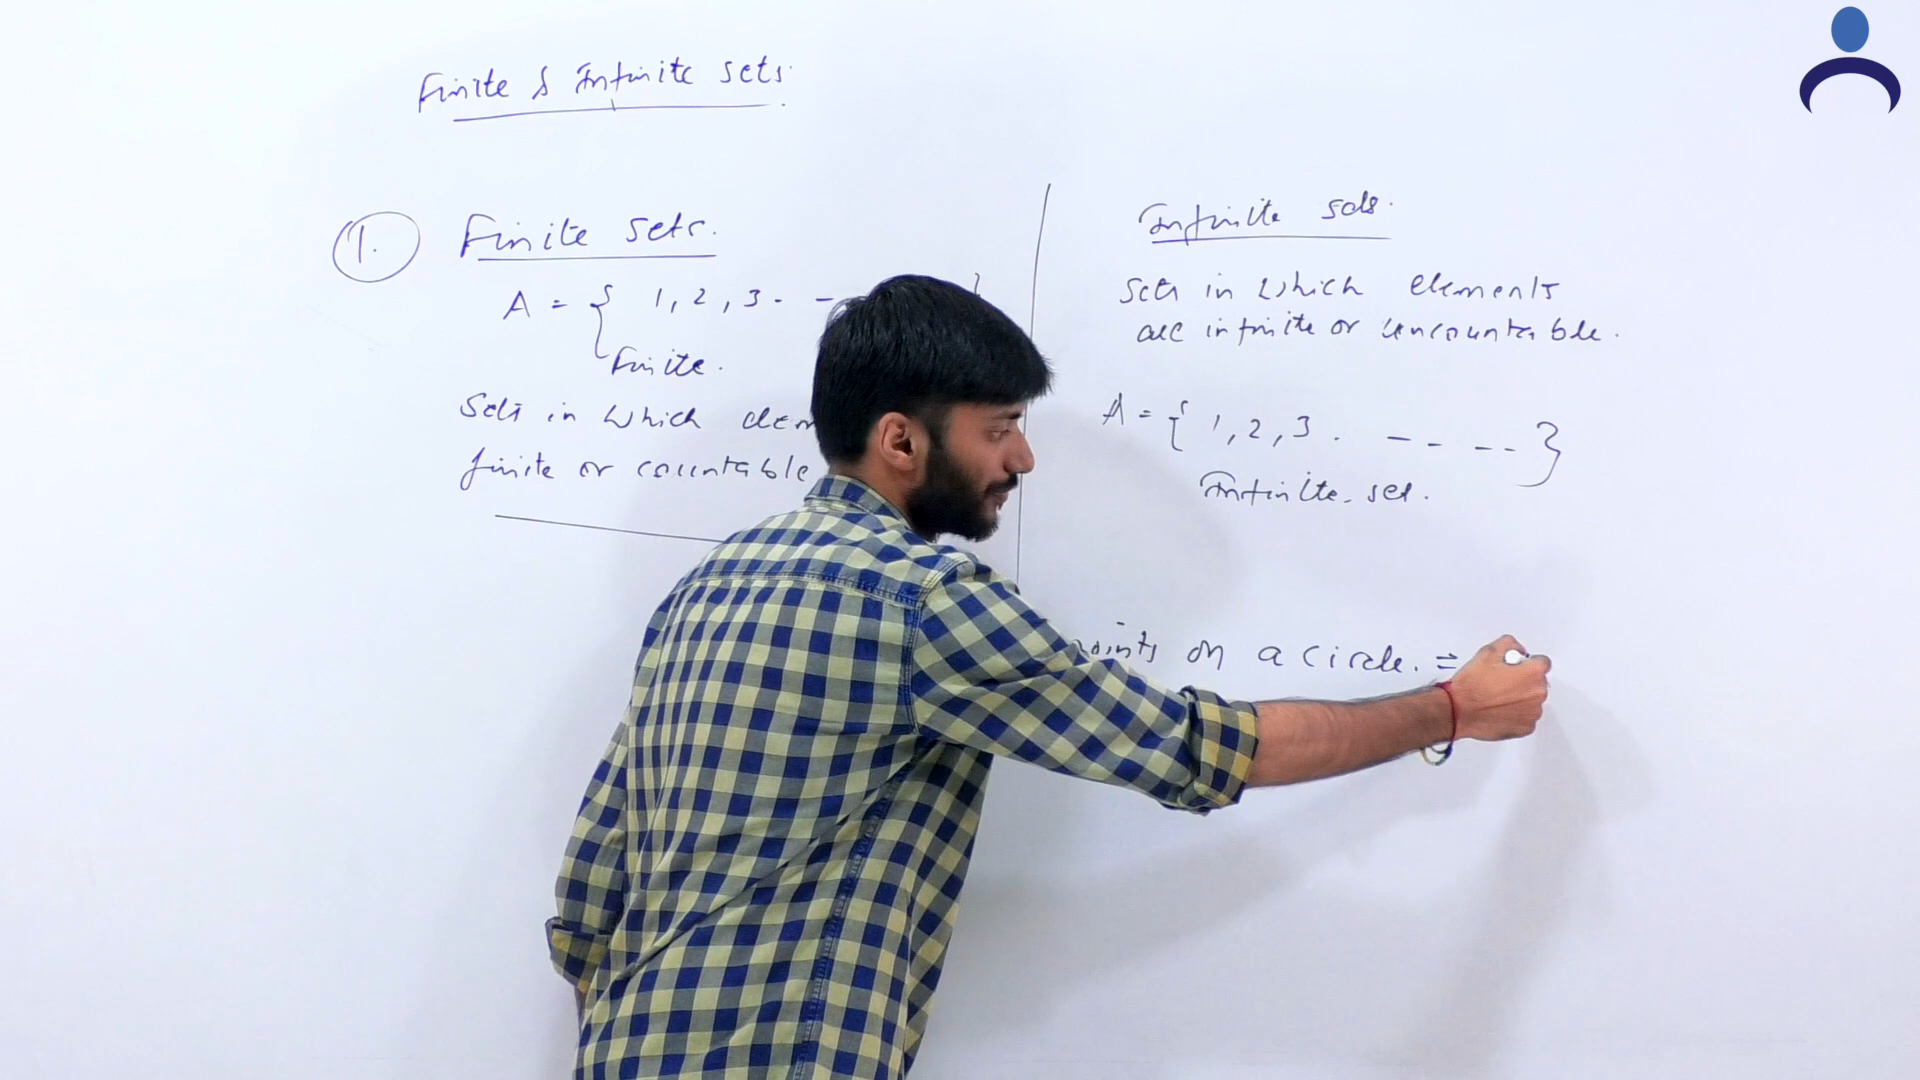 Finite & Infinite sets.
1. Finite sets.
A = { 1, 2, 3 . - }
Finite.
Sets in which elem
finite or countable
Infinite sets.
Sets in which elements
are infinite or uncountable.
A = { 1, 2, 3 . - - - - }
Infinite set.
points on a circle. =